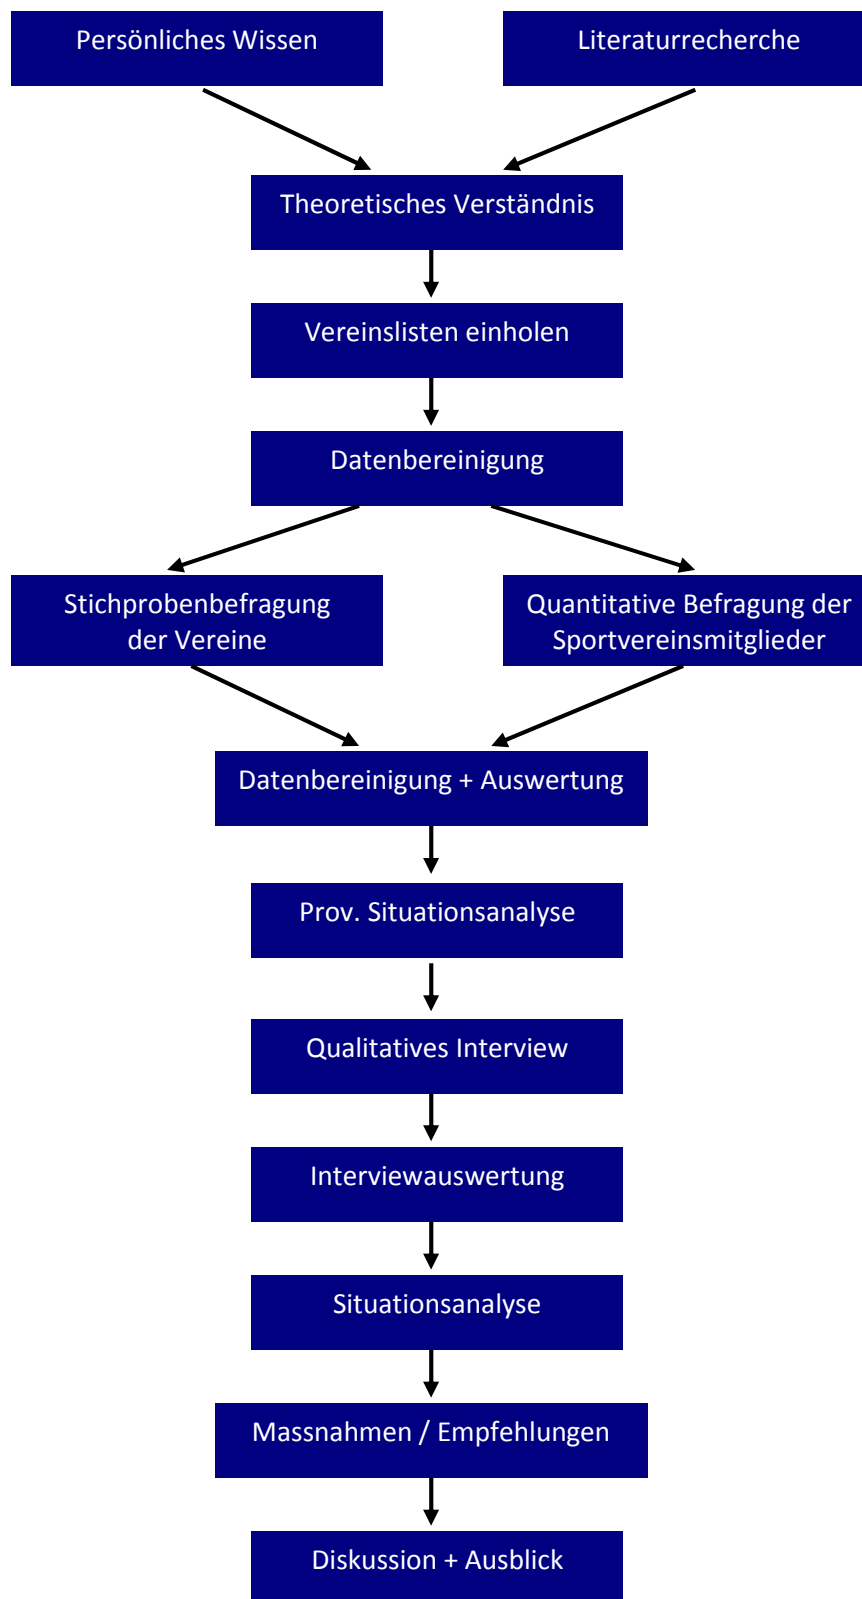 Persönliches Wissen
Literaturrecherche
Theoretisches Verständnis
Vereinslisten einholen
Datenbereinigung
Stichprobenbefragung
der Vereine
Quantitative Befragung der
Sportvereinsmitglieder
Datenbereinigung + Auswertung
Prov. Situationsanalyse
Qualitatives Interview
Interviewauswertung
Situationsanalyse
Massnahmen / Empfehlungen
Diskussion + Ausblick